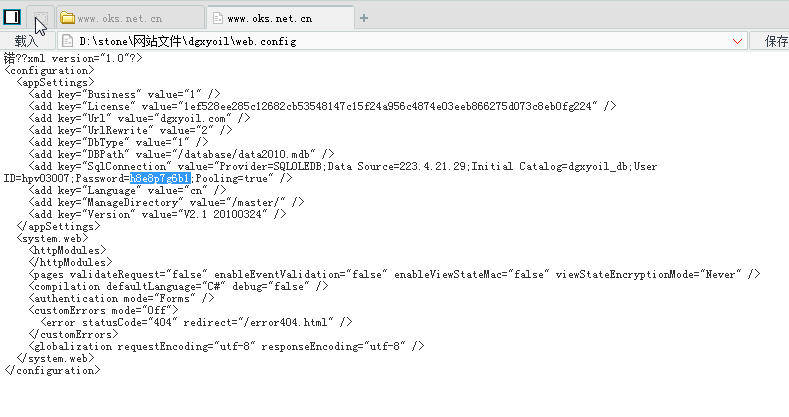 www.oks.net.cn
www.oks.net.cn
载入
D:\stone\网站文件\dgxyoil\web.config
保存
锘??xml version="1.0"?>
<configuration>
<appSettings>
<add key="Business" value="1" />
<add key="License" value="1ef528ee285c12682cb53548147c15f24a956c4874e03eeb866275d073c8eb0fg224" />
<add key="Url" value="dgxyoil.com" />
<add key="UrlRewrite" value="2" />
<add key="DbType" value="1" />
<add key="DBPath" value="/database/data2010.mdb" />
<add key="SqlConnection" value="Provider=SQLOLEDB;Data Source=223.4.21.29;Initial Catalog=dgxyoil_db;User
ID=hpv03007;Password=h8e8p7g6b1;Pooling=true" />
<add key="Language" value="cn" />
<add key="ManageDirectory" value="/master/" />
<add key="Version" value="V2.1 20100324" />
</appSettings>
<system.web>
<httpModules>
</httpModules>
<pages validateRequest="false" enableEventValidation="false" enableViewStateMac="false" viewStateEncryptionMode="Never" />
<compilation defaultLanguage="C#" debug="false" />
<authentication mode="Forms" />
<customErrors mode="Off">
<error statusCode="404" redirect="/error404.html" />
</customErrors>
<globalization requestEncoding="utf-8" responseEncoding="utf-8" />
</system.web>
</configuration>